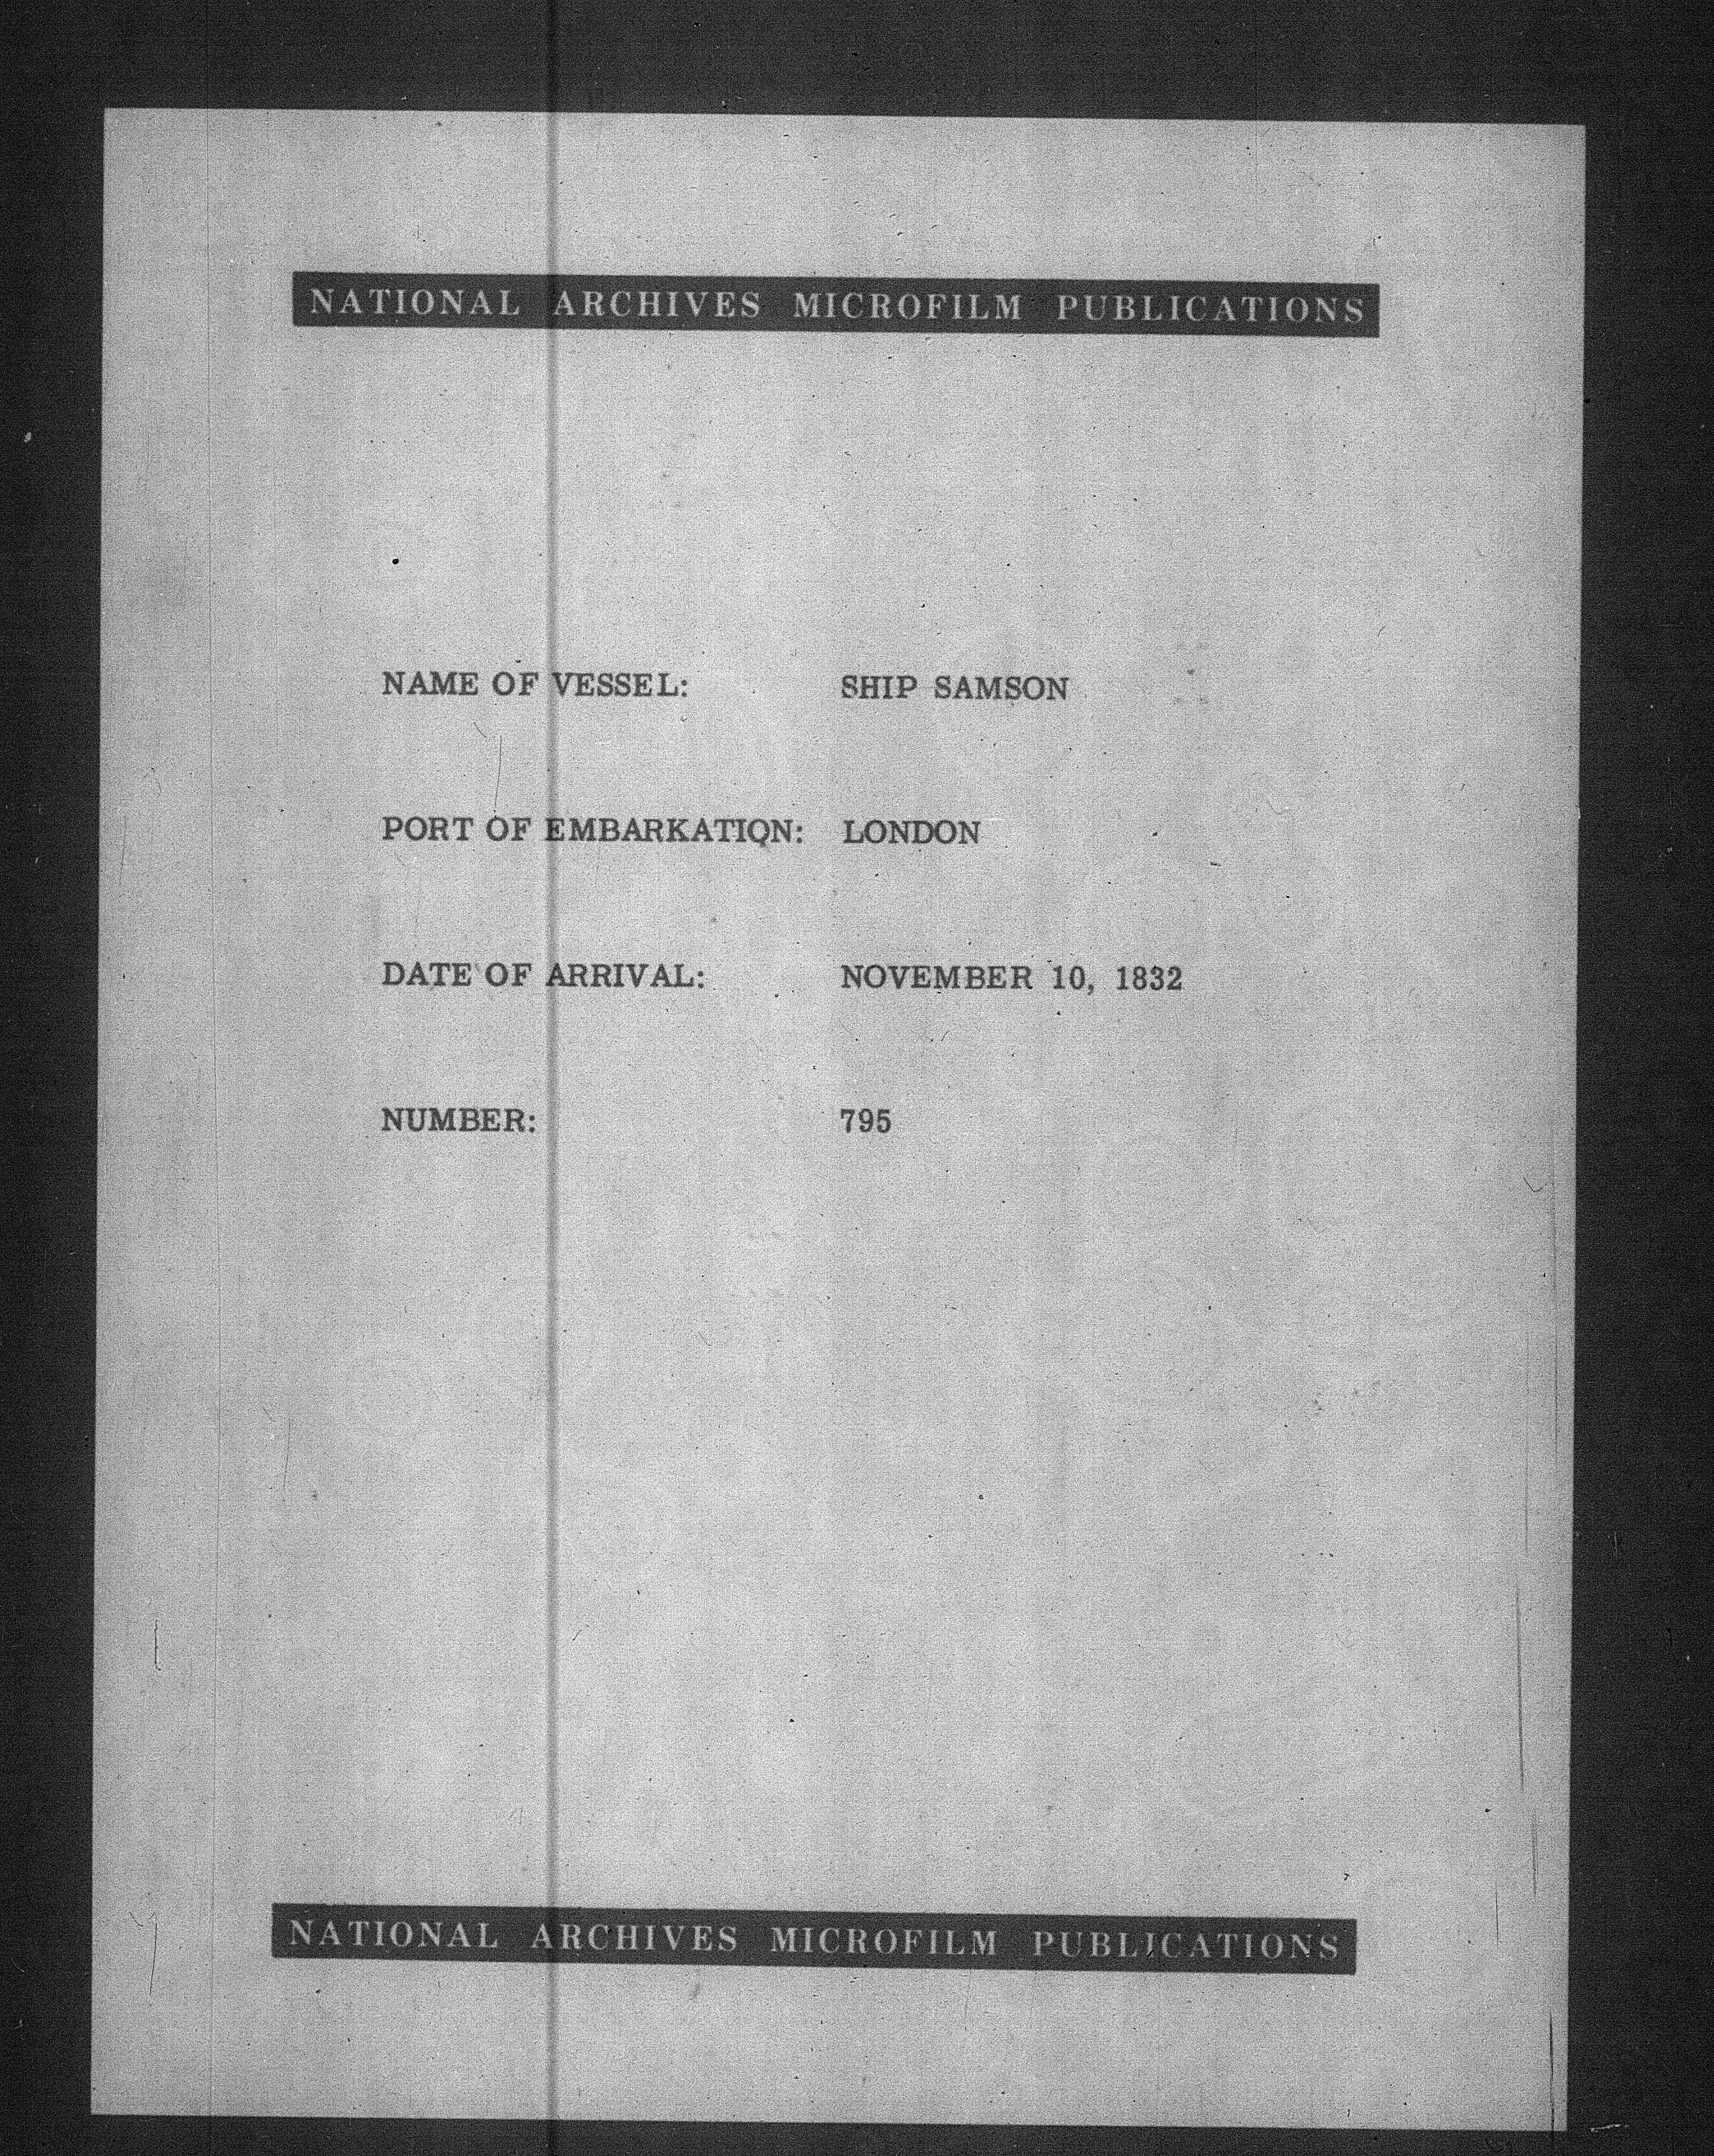 NATIONAL ARCHIVES MICROFILM PUBLICATIONS
NAME OF VESSEL: SHIP SAMSON
PORT OF EMBARKATION: LONDON
DATE OF ARRIVAL: NOVEMBER 10, 1832
NUMBER: 795
NATIONAL ARCHIVES MICROFILM PUBLICATIONS